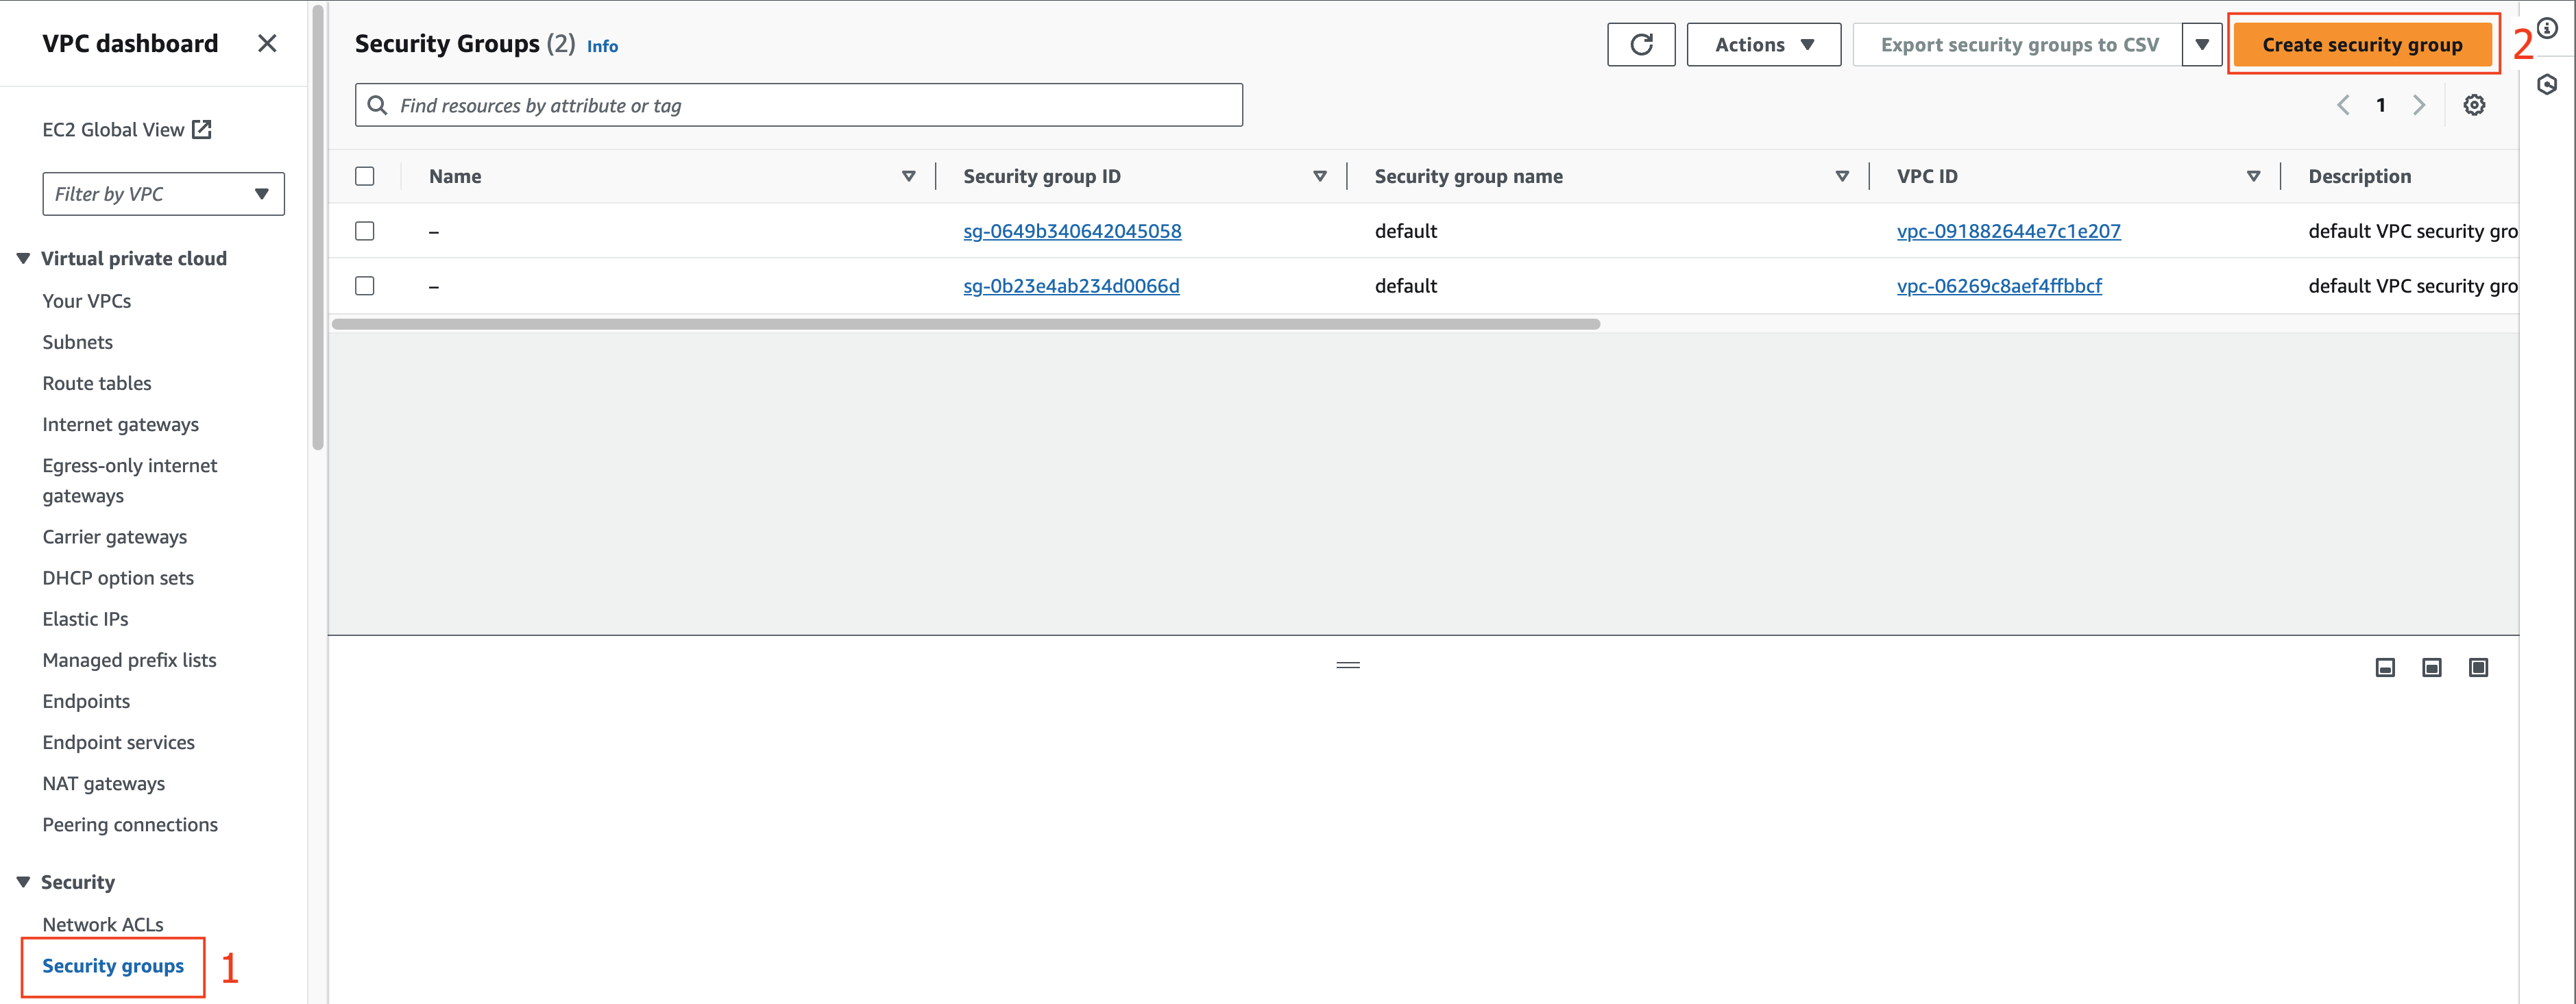 VPC dashboard
EC2 Global View
Filter by VPC
Virtual private cloud
Your VPCs
Subnets
Route tables
Internet gateways
Egress-only internet
gateways
Carrier gateways
DHCP option sets
Elastic IPs
Managed prefix lists
Endpoints
Endpoint services
NAT gateways
Peering connections
Security
Network ACLs
Security groups 1
Security Groups (2) Info
Actions
Export security groups to CSV
Create security group 2
Find resources by attribute or tag
1
Name Security group ID Security group name VPC ID Description
– sg-0649b340642045058 default vpc-091882644e7c1e207 default VPC security gro
– sg-0b23e4ab234d0066d default vpc-06269c8aef4ffbbcf default VPC security gro